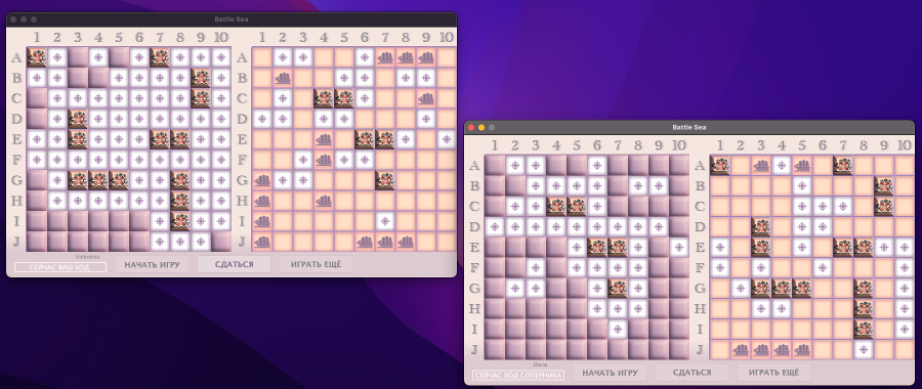 Battle Sea
1 2 3 4 5 6 7 8 9 10
1 2 3 4 5 6 7 8 9 10
A
B
C
D
E
F
G
H
I
J
A
B
C
D
E
F
G
H
I
J
Valentina
СЕЙЧАС ВАШ ХОД
НАЧАТЬ ИГРУ
СДАТЬСЯ
ИГРАТЬ ЕЩЁ
Battle Sea
1 2 3 4 5 6 7 8 9 10
1 2 3 4 5 6 7 8 9 10
A
B
C
D
E
F
G
H
I
J
A
B
C
D
E
F
G
H
I
J
СЕЙЧАС ХОД СОПЕРНИКА
НАЧАТЬ ИГРУ
СДАТЬСЯ
ИГРАТЬ ЕЩЁ